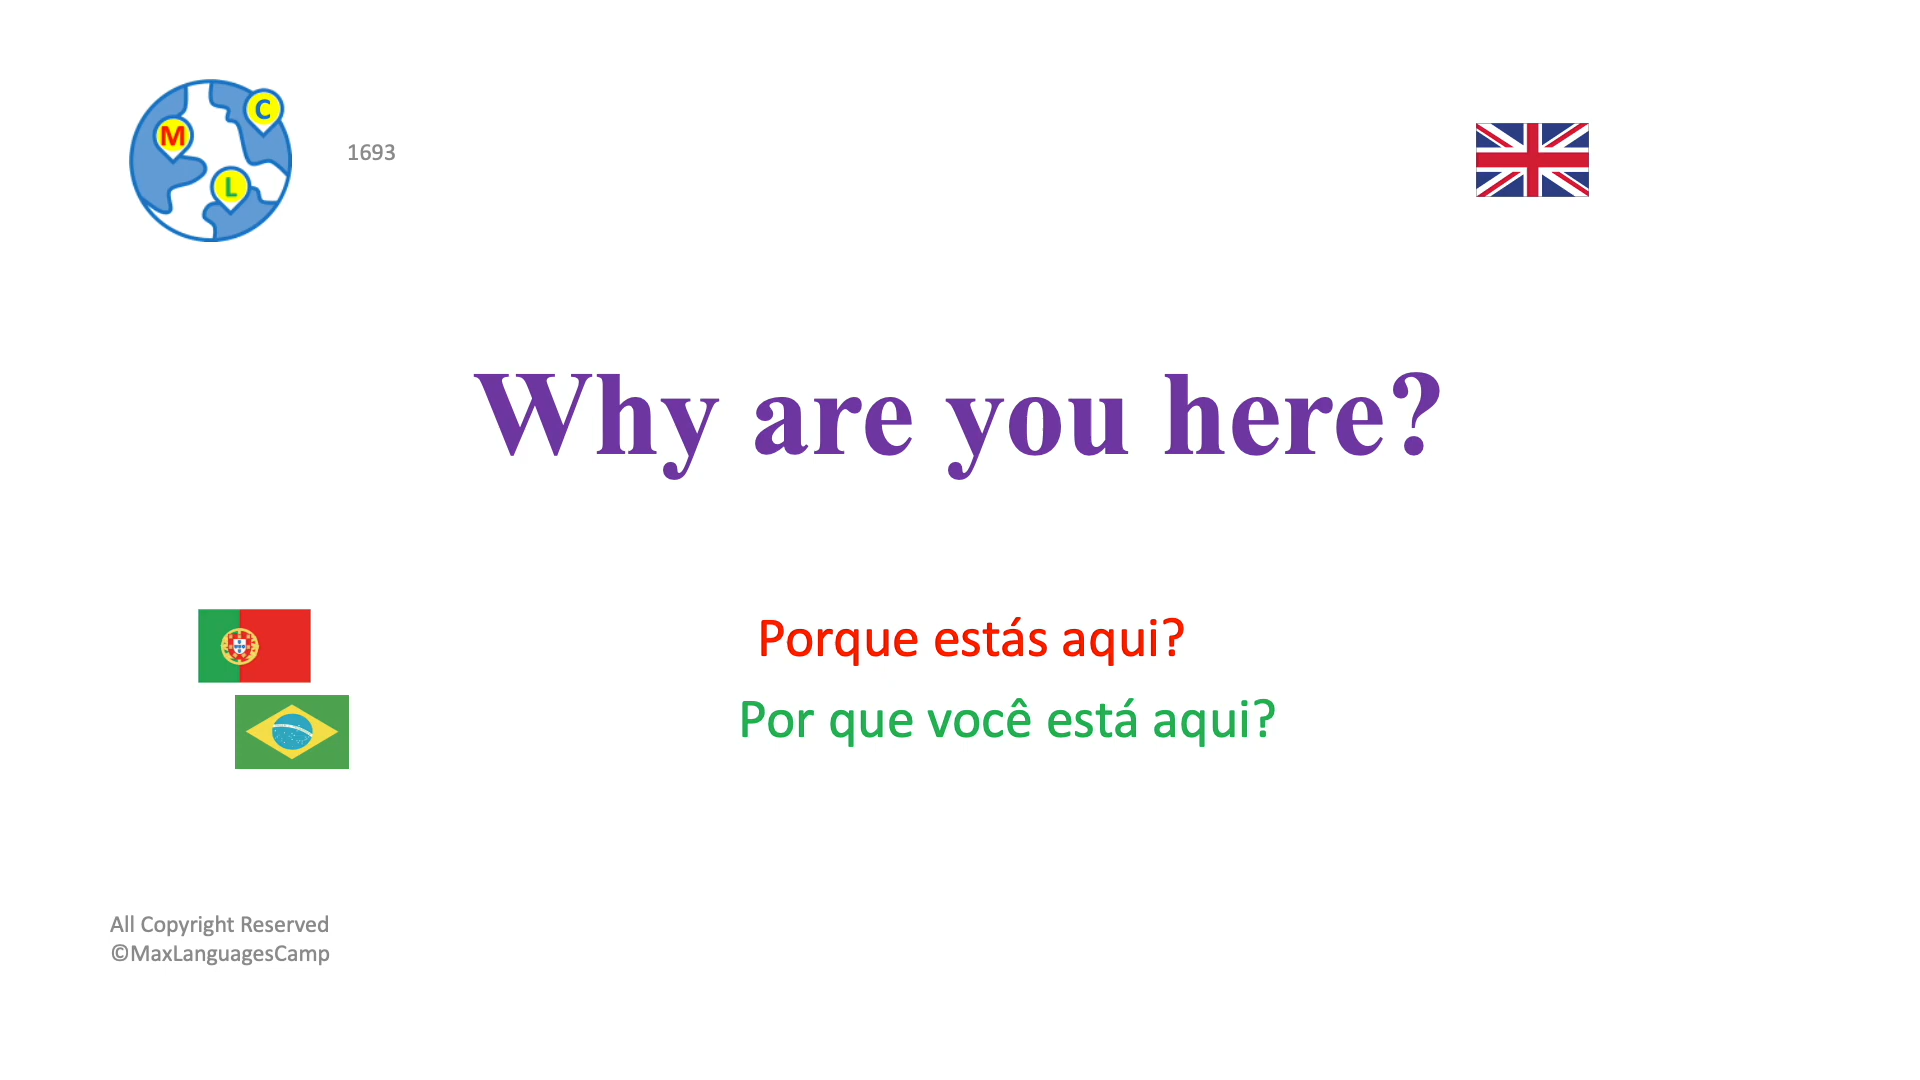 M
C
L
1693
Why are you here?
Porque estás aqui?
Por que você está aqui?
All Copyright Reserved
©MaxLanguagesCamp